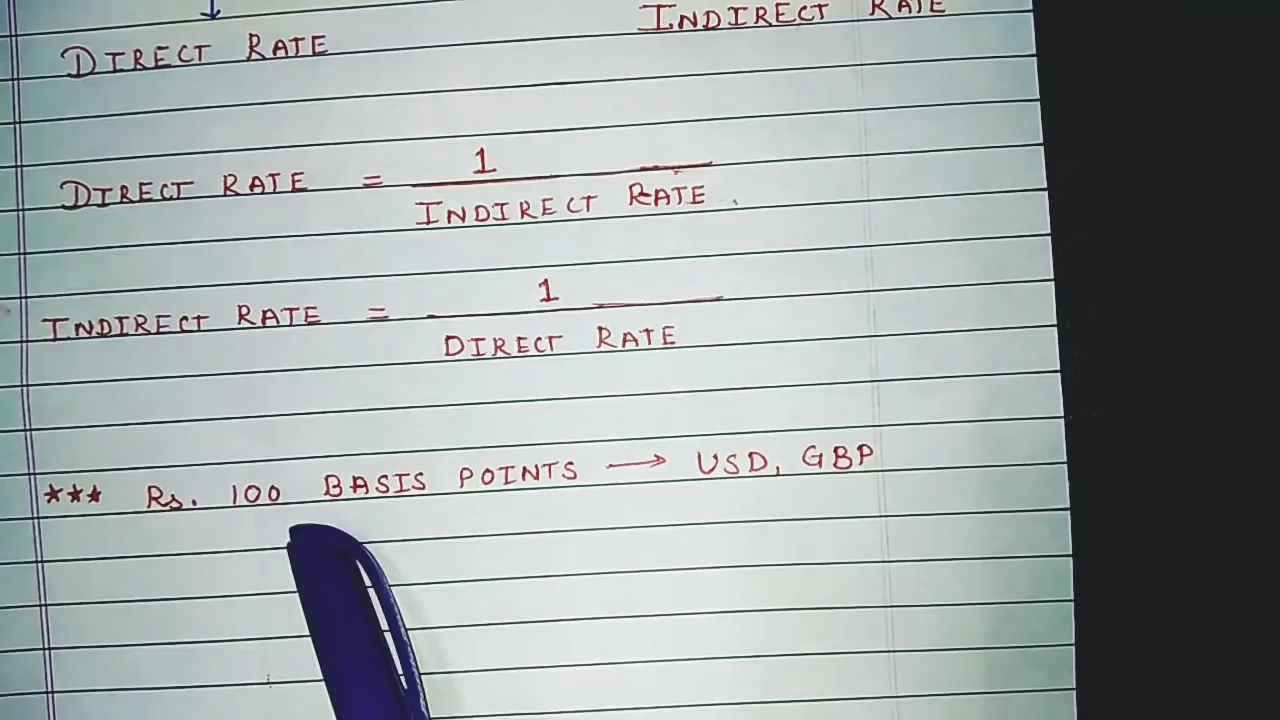 DIRECT RATE
INDIRECT RATE
DIRECT RATE = 1
INDIRECT RATE.
INDIRECT RATE = 1
DIRECT RATE
*** Rs. 100 BASIS POINTS → USD, GBP